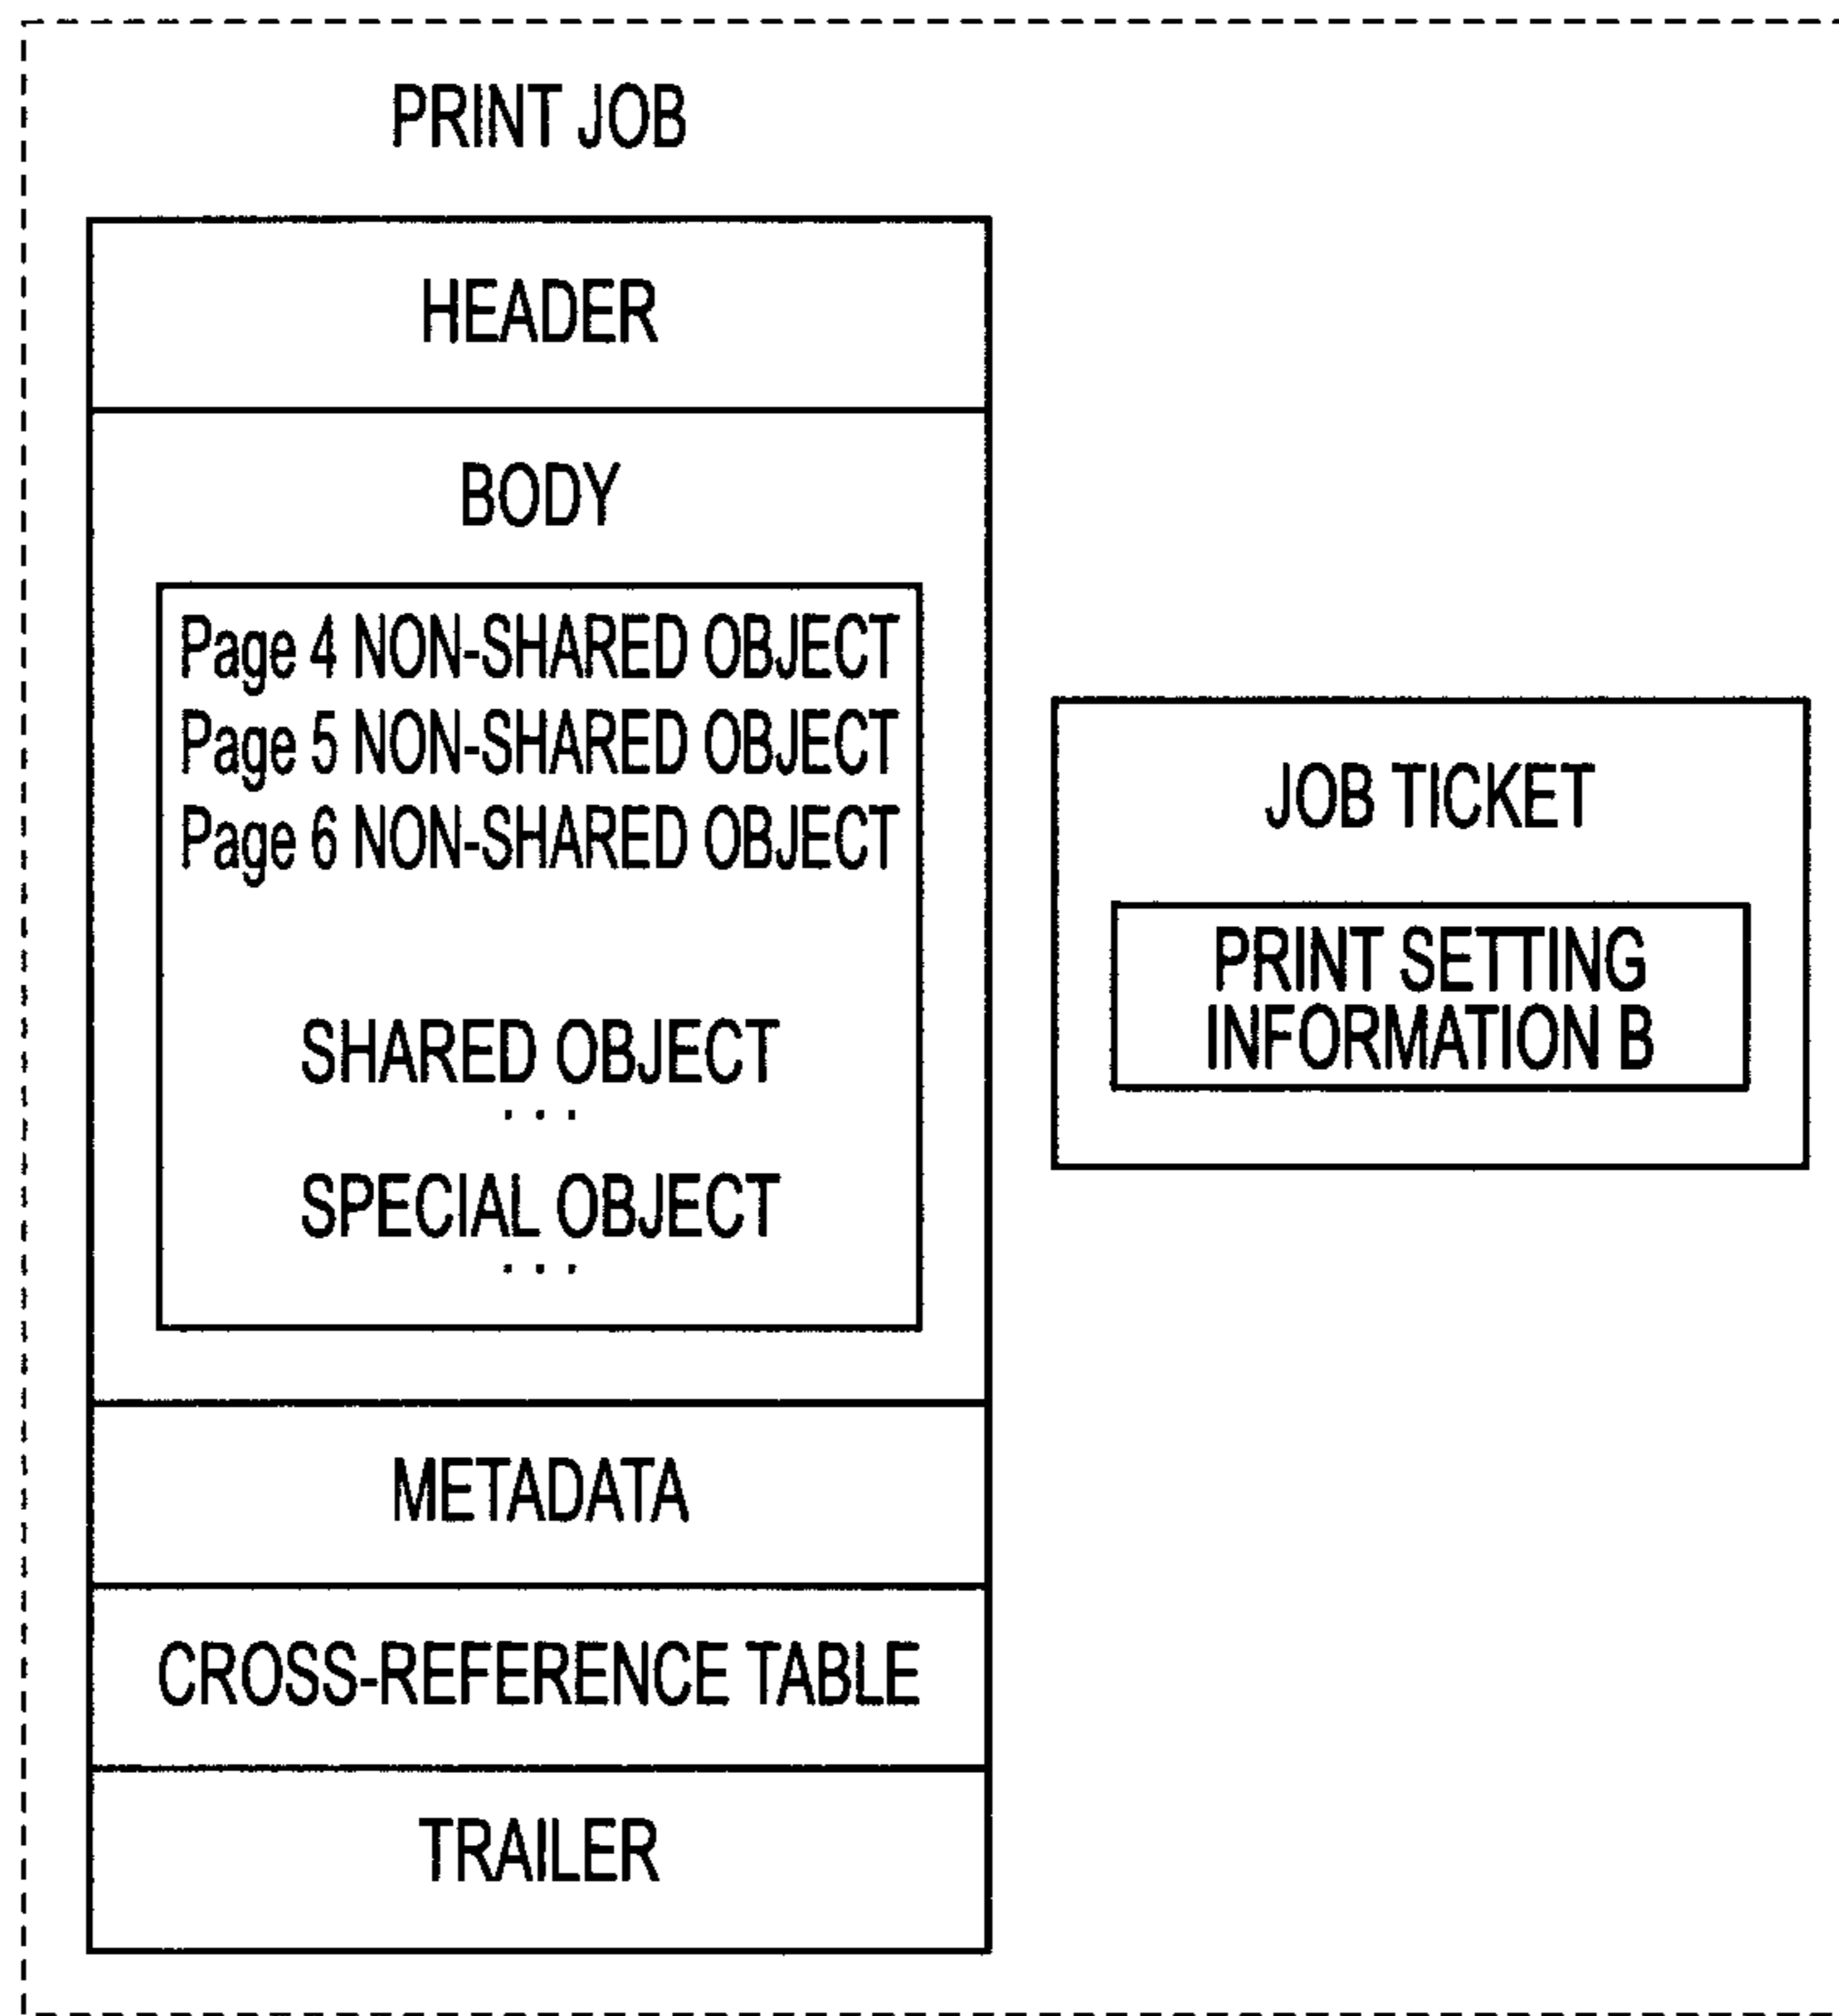 PRINT JOB
HEADER
BODY
Page 4 NON-SHARED OBJECT
Page 5 NON-SHARED OBJECT
Page 6 NON-SHARED OBJECT
SHARED OBJECT
...
SPECIAL OBJECT
...
METADATA
CROSS-REFERENCE TABLE
TRAILER
JOB TICKET
PRINT SETTING
INFORMATION B